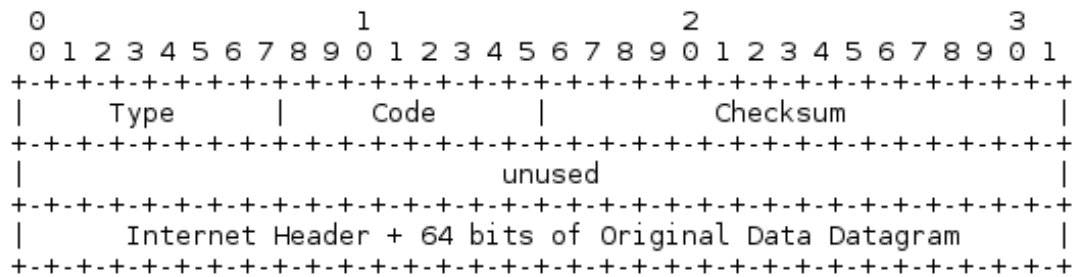 0                   1                   2                   3
 0 1 2 3 4 5 6 7 8 9 0 1 2 3 4 5 6 7 8 9 0 1 2 3 4 5 6 7 8 9 0 1
+-+-+-+-+-+-+-+-+-+-+-+-+-+-+-+-+-+-+-+-+-+-+-+-+-+-+-+-+-+-+-+-+
|     Type      |     Code      |          Checksum             |
+-+-+-+-+-+-+-+-+-+-+-+-+-+-+-+-+-+-+-+-+-+-+-+-+-+-+-+-+-+-+-+-+
|                             unused                            |
+-+-+-+-+-+-+-+-+-+-+-+-+-+-+-+-+-+-+-+-+-+-+-+-+-+-+-+-+-+-+-+-+
|      Internet Header + 64 bits of Original Data Datagram      |
+-+-+-+-+-+-+-+-+-+-+-+-+-+-+-+-+-+-+-+-+-+-+-+-+-+-+-+-+-+-+-+-+